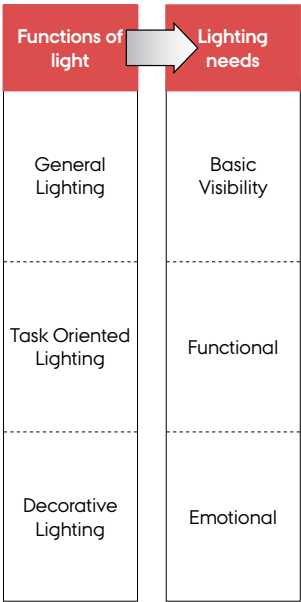 Functions of
light
Lighting
needs
General
Lighting
Basic
Visibility
Task Oriented
Lighting
Functional
Decorative
Lighting
Emotional